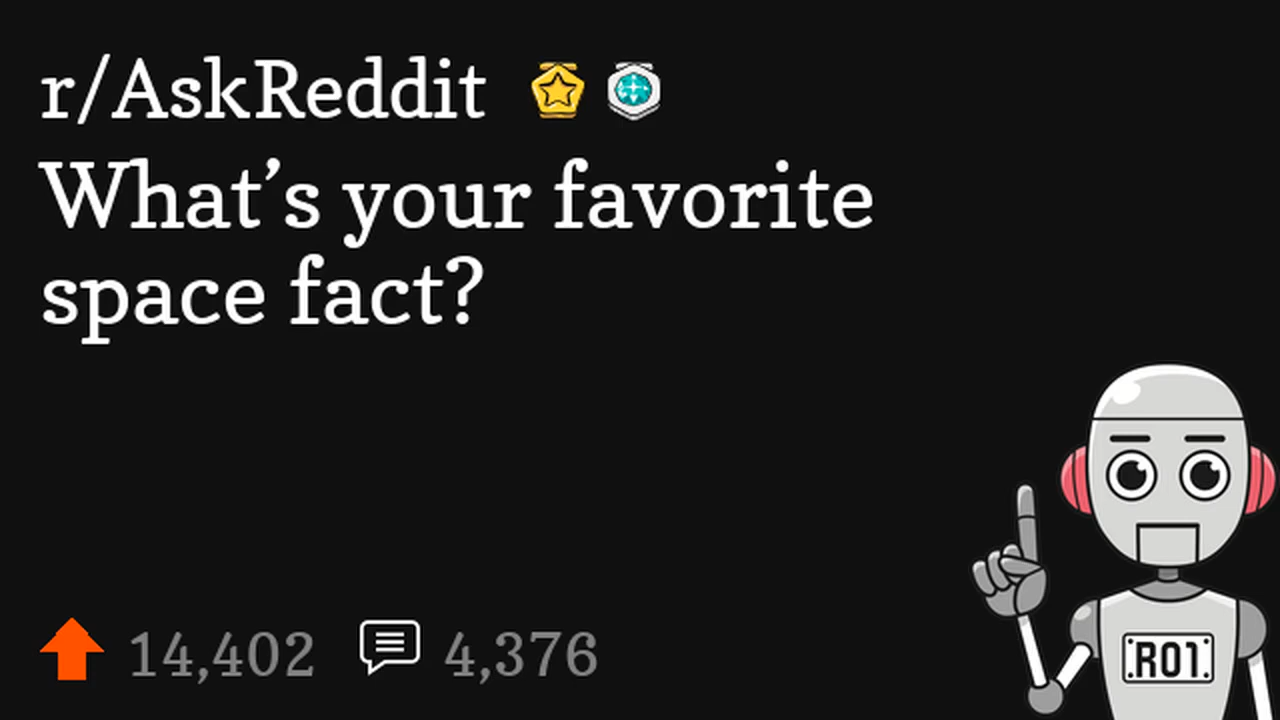 r/AskReddit
What’s your favorite
space fact?
14,402 4,376
R01